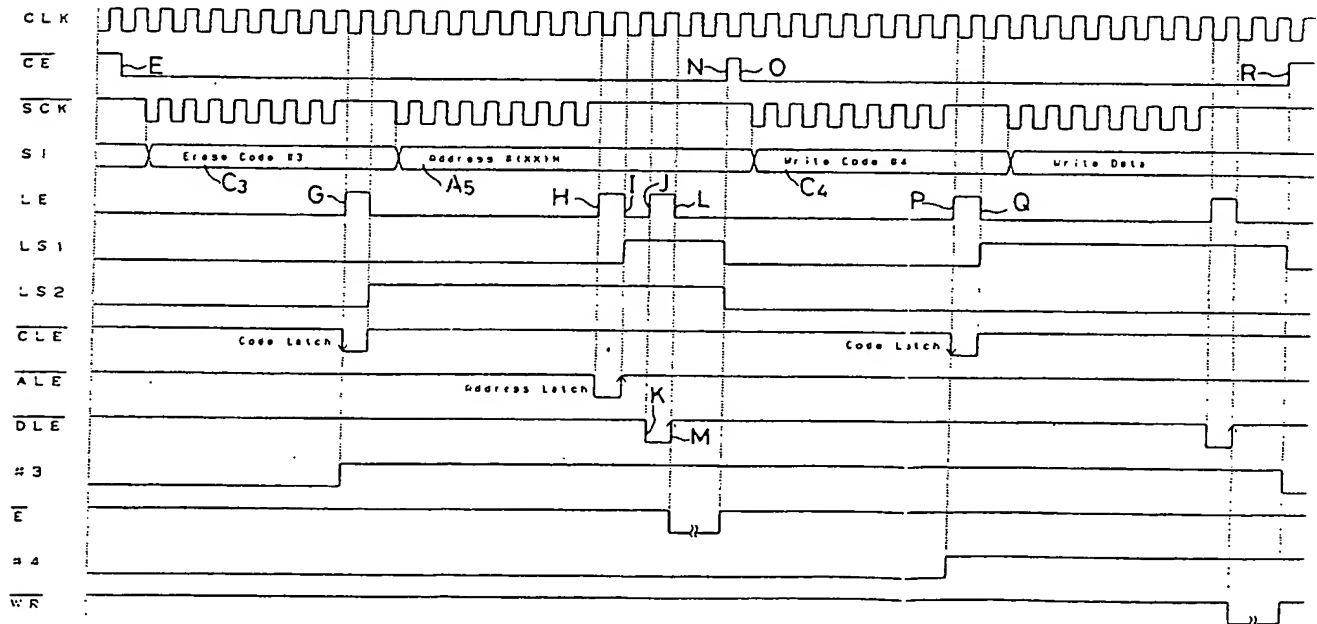 CLK
CE E N O R
SCK
SI Erase Code #3 Address #(XX)H Write Code #4 Write Data
C3 A5 C4
LE G H I J L P Q
LS1
LS2
CLE Code Latch Code Latch
ALE Address Latch
DLE K M
#3
E
#4
WR